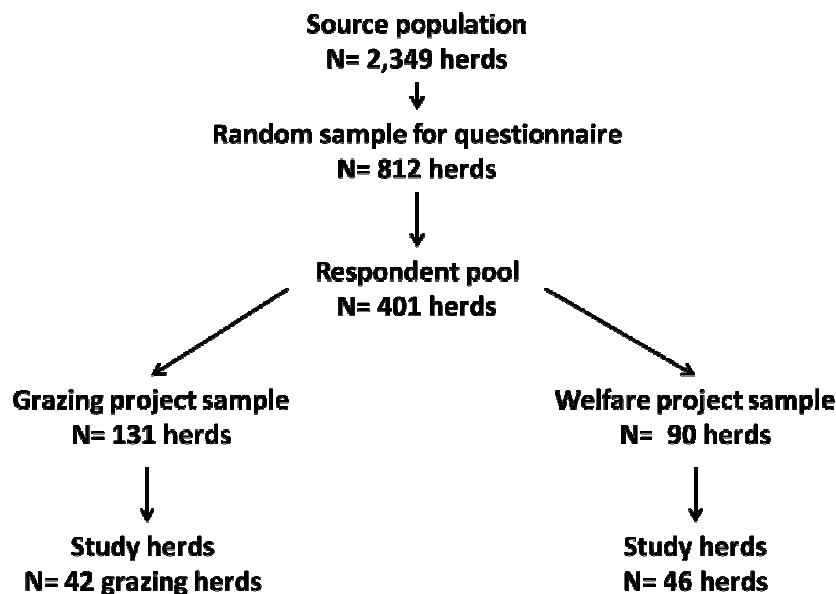 Source population
N= 2,349 herds
Random sample for questionnaire
N= 812 herds
Respondent pool
N= 401 herds
Grazing project sample
N= 131 herds
Welfare project sample
N= 90 herds
Study herds
N= 42 grazing herds
Study herds
N= 46 herds